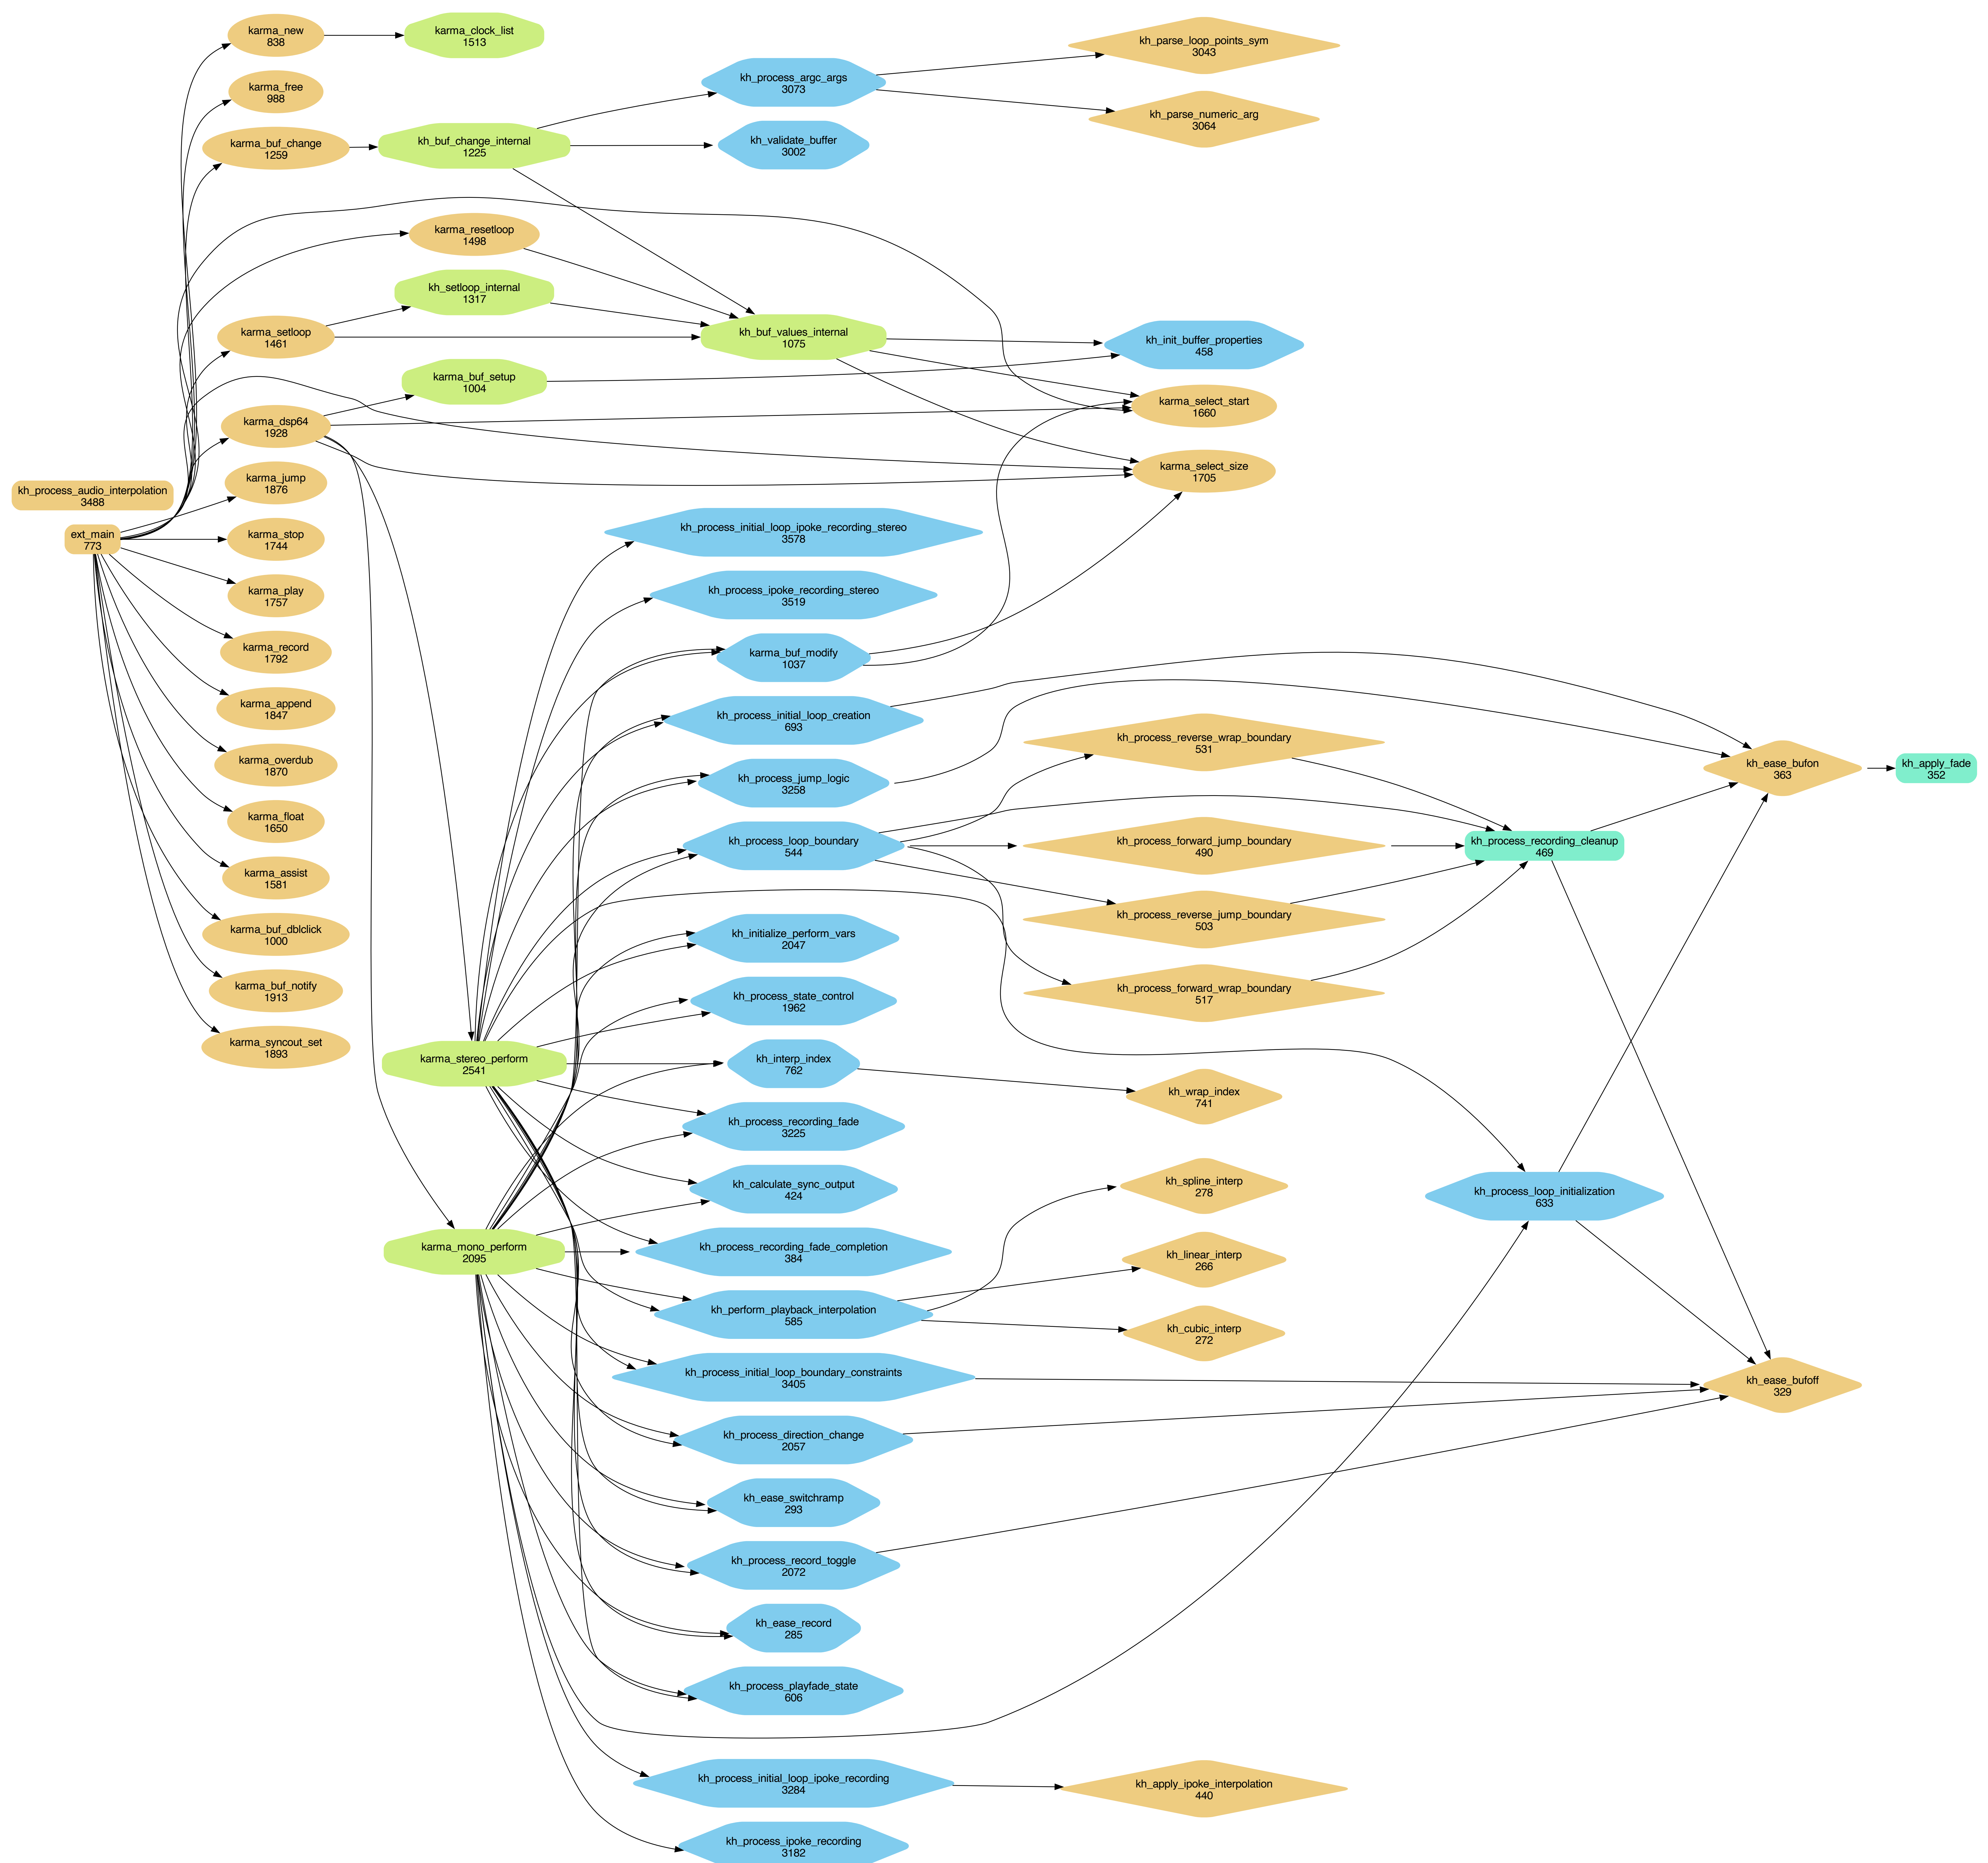 karma_new
838
karma_clock_list
1513
karma_free
988
karma_buf_change
1259
kh_buf_change_internal
1225
kh_process_argc_args
3073
kh_validate_buffer
3002
kh_parse_loop_points_sym
3043
kh_parse_numeric_arg
3064
karma_resetloop
1498
kh_setloop_internal
1317
karma_setloop
1461
kh_buf_values_internal
1075
kh_init_buffer_properties
458
karma_buf_setup
1004
karma_dsp64
1928
karma_select_start
1660
karma_select_size
1705
kh_process_audio_interpolation
3488
ext_main
773
karma_jump
1876
karma_stop
1744
karma_play
1757
karma_record
1792
karma_append
1847
karma_overdub
1870
karma_float
1650
karma_assist
1581
karma_buf_dblclick
1000
karma_buf_notify
1913
karma_syncout_set
1893
karma_stereo_perform
2541
karma_mono_perform
2095
kh_process_initial_loop_ipoke_recording_stereo
3578
kh_process_ipoke_recording_stereo
3519
karma_buf_modify
1037
kh_process_initial_loop_creation
693
kh_process_jump_logic
3258
kh_process_loop_boundary
544
kh_initialize_perform_vars
2047
kh_process_state_control
1962
kh_interp_index
762
kh_process_recording_fade
3225
kh_calculate_sync_output
424
kh_process_recording_fade_completion
384
kh_perform_playback_interpolation
585
kh_process_initial_loop_boundary_constraints
3405
kh_process_direction_change
2057
kh_ease_switchramp
293
kh_process_record_toggle
2072
kh_ease_record
285
kh_process_playfade_state
606
kh_process_initial_loop_ipoke_recording
3284
kh_process_ipoke_recording
3182
kh_process_reverse_wrap_boundary
531
kh_process_forward_jump_boundary
490
kh_process_reverse_jump_boundary
503
kh_process_forward_wrap_boundary
517
kh_wrap_index
741
kh_spline_interp
278
kh_linear_interp
266
kh_cubic_interp
272
kh_apply_ipoke_interpolation
440
kh_process_recording_cleanup
469
kh_process_loop_initialization
633
kh_ease_bufon
363
kh_ease_bufoff
329
kh_apply_fade
352